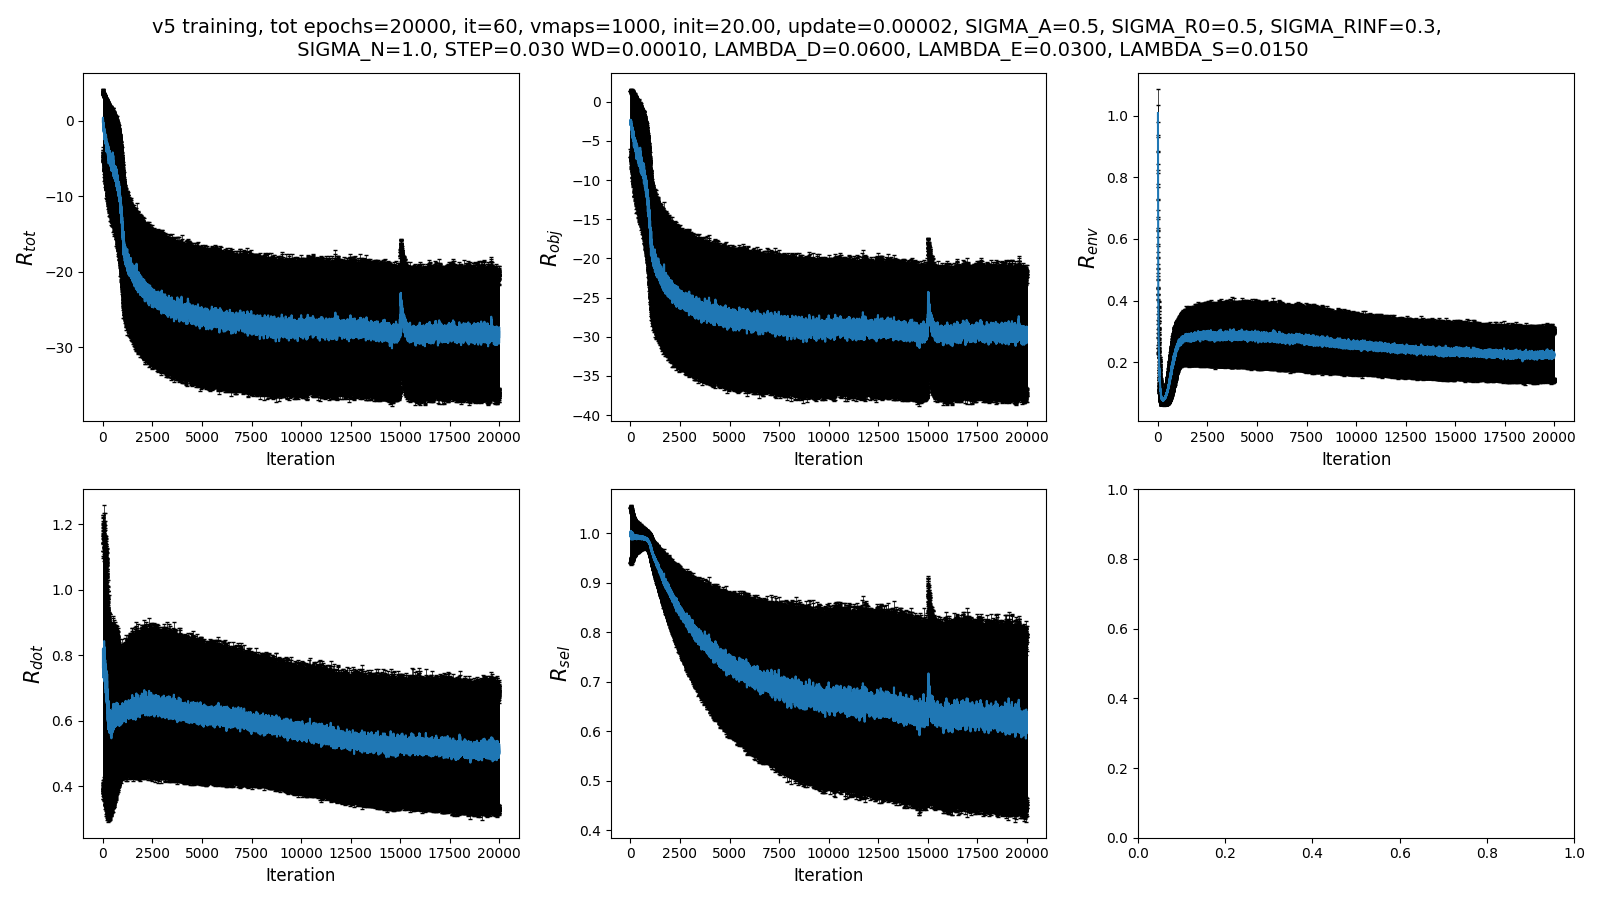 v5 training, tot epochs=20000, it=60, vmaps=1000, init=20.00, update=0.00002, SIGMA_A=0.5, SIGMA_R0=0.5, SIGMA_RINF=0.3,
SIGMA_N=1.0, STEP=0.030 WD=0.00010, LAMBDA_D=0.0600, LAMBDA_E=0.0300, LAMBDA_S=0.0150
R_tot
0
−10
−20
−30
0 2500 5000 7500 10000 12500 15000 17500 20000
Iteration
R_obj
0
−5
−10
−15
−20
−25
−30
−35
−40
0 2500 5000 7500 10000 12500 15000 17500 20000
Iteration
R_env
1.0
0.8
0.6
0.4
0.2
0 2500 5000 7500 10000 12500 15000 17500 20000
Iteration
R_dot
1.2
1.0
0.8
0.6
0.4
0 2500 5000 7500 10000 12500 15000 17500 20000
Iteration
R_sel
1.0
0.9
0.8
0.7
0.6
0.5
0.4
0 2500 5000 7500 10000 12500 15000 17500 20000
Iteration
1.0
0.8
0.6
0.4
0.2
0.0
0.0 0.2 0.4 0.6 0.8 1.0